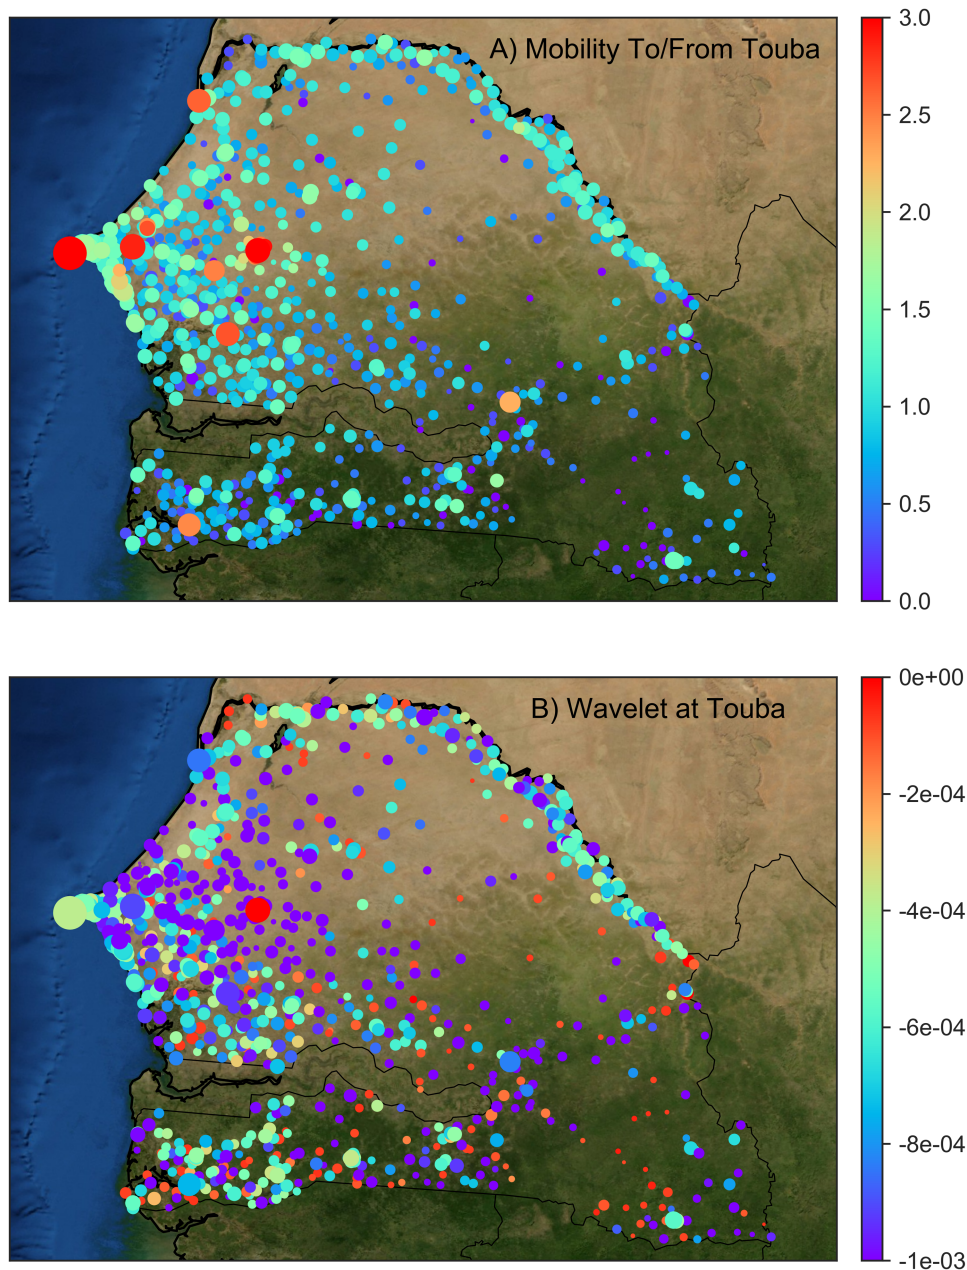 A) Mobility To/From Touba
3.0
2.5
2.0
1.5
1.0
0.5
0.0
B) Wavelet at Touba
0e+00
-2e-04
-4e-04
-6e-04
-8e-04
-1e-03